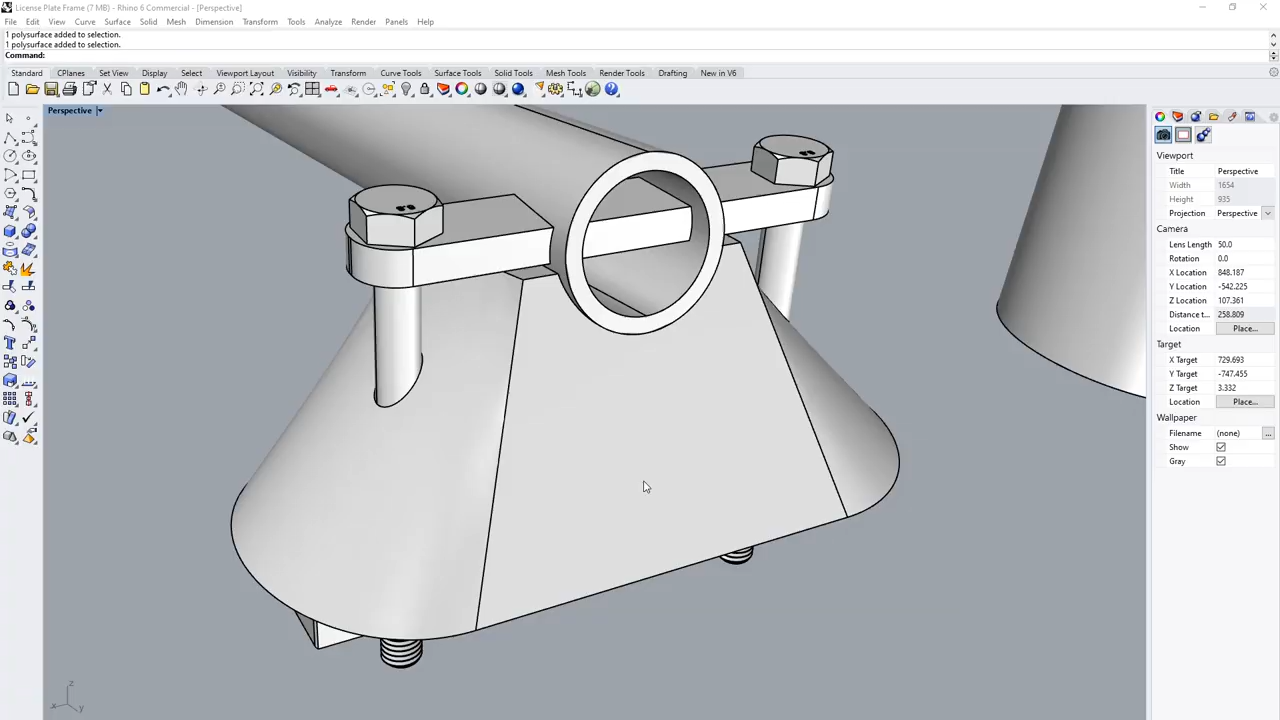 License Plate Frame (7 MB) - Rhino 6 Commercial - [Perspective]
File Edit View Curve Surface Solid Mesh Dimension Transform Tools Analyze Render Panels Help
1 polysurface added to selection.
1 polysurface added to selection.
Command:
Standard CPlanes Set View Display Select Viewport Layout Visibility Transform Curve Tools Surface Tools Solid Tools Mesh Tools Render Tools Drafting New in V6
Perspective
Viewport
Title Perspective
Width 1654
Height 935
Projection Perspective
Camera
Lens Length 50.0
Rotation 0.0
X Location 848.187
Y Location -542.225
Z Location 107.361
Distance t... 258.809
Location Place...
Target
X Target 729.693
Y Target -747.455
Z Target 3.332
Location Place...
Wallpaper
Filename (none) ...
Show
Gray
z
x y